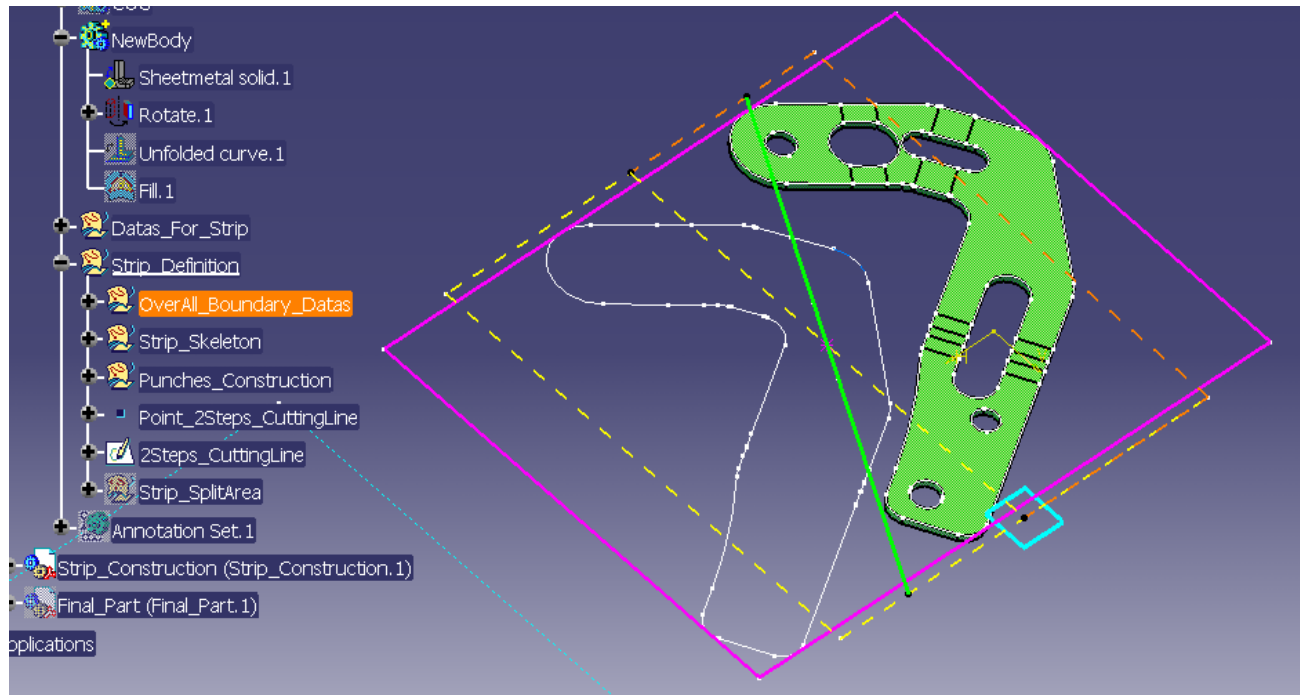 NewBody
Sheetmetal solid.1
Rotate.1
Unfolded curve.1
Fill.1
Datas_For_Strip
Strip_Definition
OverAll_Boundary_Datas
Strip_Skeleton
Punches_Construction
Point_2Steps_CuttingLine
2Steps_CuttingLine
Strip_SplitArea
Annotation Set.1
Strip_Construction (Strip_Construction.1)
Final_Part (Final_Part.1)